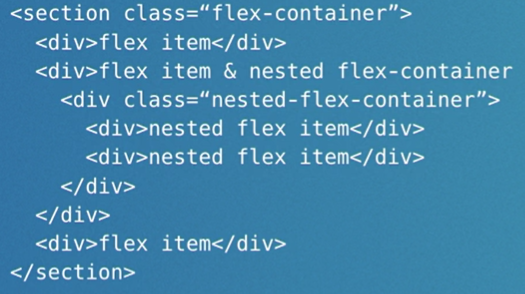 <section class=“flex-container”>
<div>flex item</div>
<div>flex item & nested flex-container
<div class=“nested-flex-container”>
<div>nested flex item</div>
<div>nested flex item</div>
</div>
</div>
<div>flex item</div>
</section>